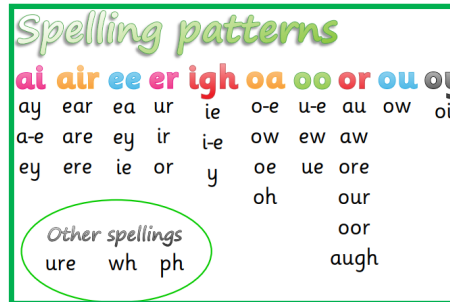 Spelling patterns
ai air ee er igh oa oo or ou oy
ay ear ea ur ie o-e u-e au ow oi
a-e are ey ir i-e ow ew aw
ey ere ie or y oe ue ore
oh our
oor
augh
Other spellings
ure wh ph